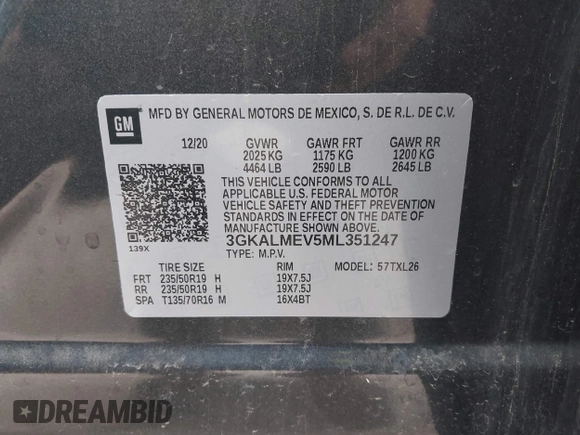 GM
MFD BY GENERAL MOTORS DE MEXICO, S. DE R.L. DE C.V.
12/20 GVWR GAWR FRT GAWR RR
2025 KG 1175 KG 1200 KG
4464 LB 2590 LB 2645 LB
THIS VEHICLE CONFORMS TO ALL
APPLICABLE U.S. FEDERAL MOTOR
VEHICLE SAFETY AND THEFT PREVENTION
STANDARDS IN EFFECT ON THE DATE OF
MANUFACTURE SHOWN ABOVE.
139X
3GKALMEV5ML351247
TYPE: M.P.V.
TIRE SIZE RIM MODEL: 57TXL26
FRT 235/50R19 H 19X7.5J
RR 235/50R19 H 19X7.5J
SPA T135/70R16 M 16X4BT
DREAMBID